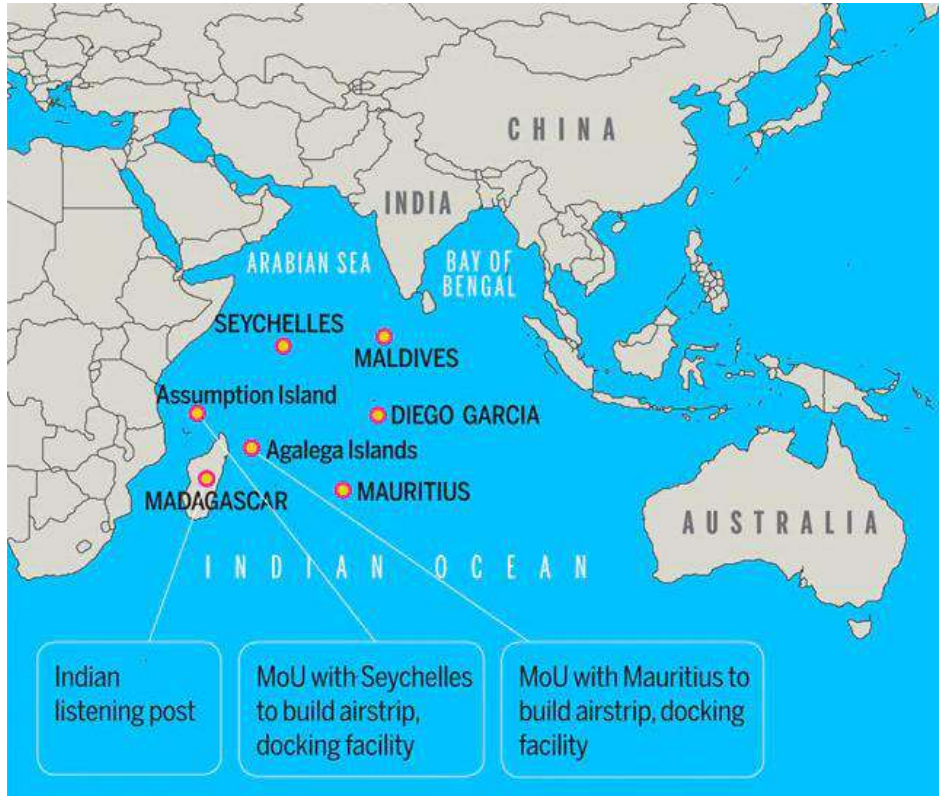 CHINA
INDIA
ARABIAN SEA
BAY OF
BENGAL
SEYCHELLES
MALDIVES
Assumption Island
DIEGO GARCIA
Agalega Islands
MADAGASCAR
MAURITIUS
AUSTRALIA
INDIAN OCEAN
Indian
listening post
MoU with Seychelles
to build airstrip,
docking facility
MoU with Mauritius to
build airstrip, docking
facility